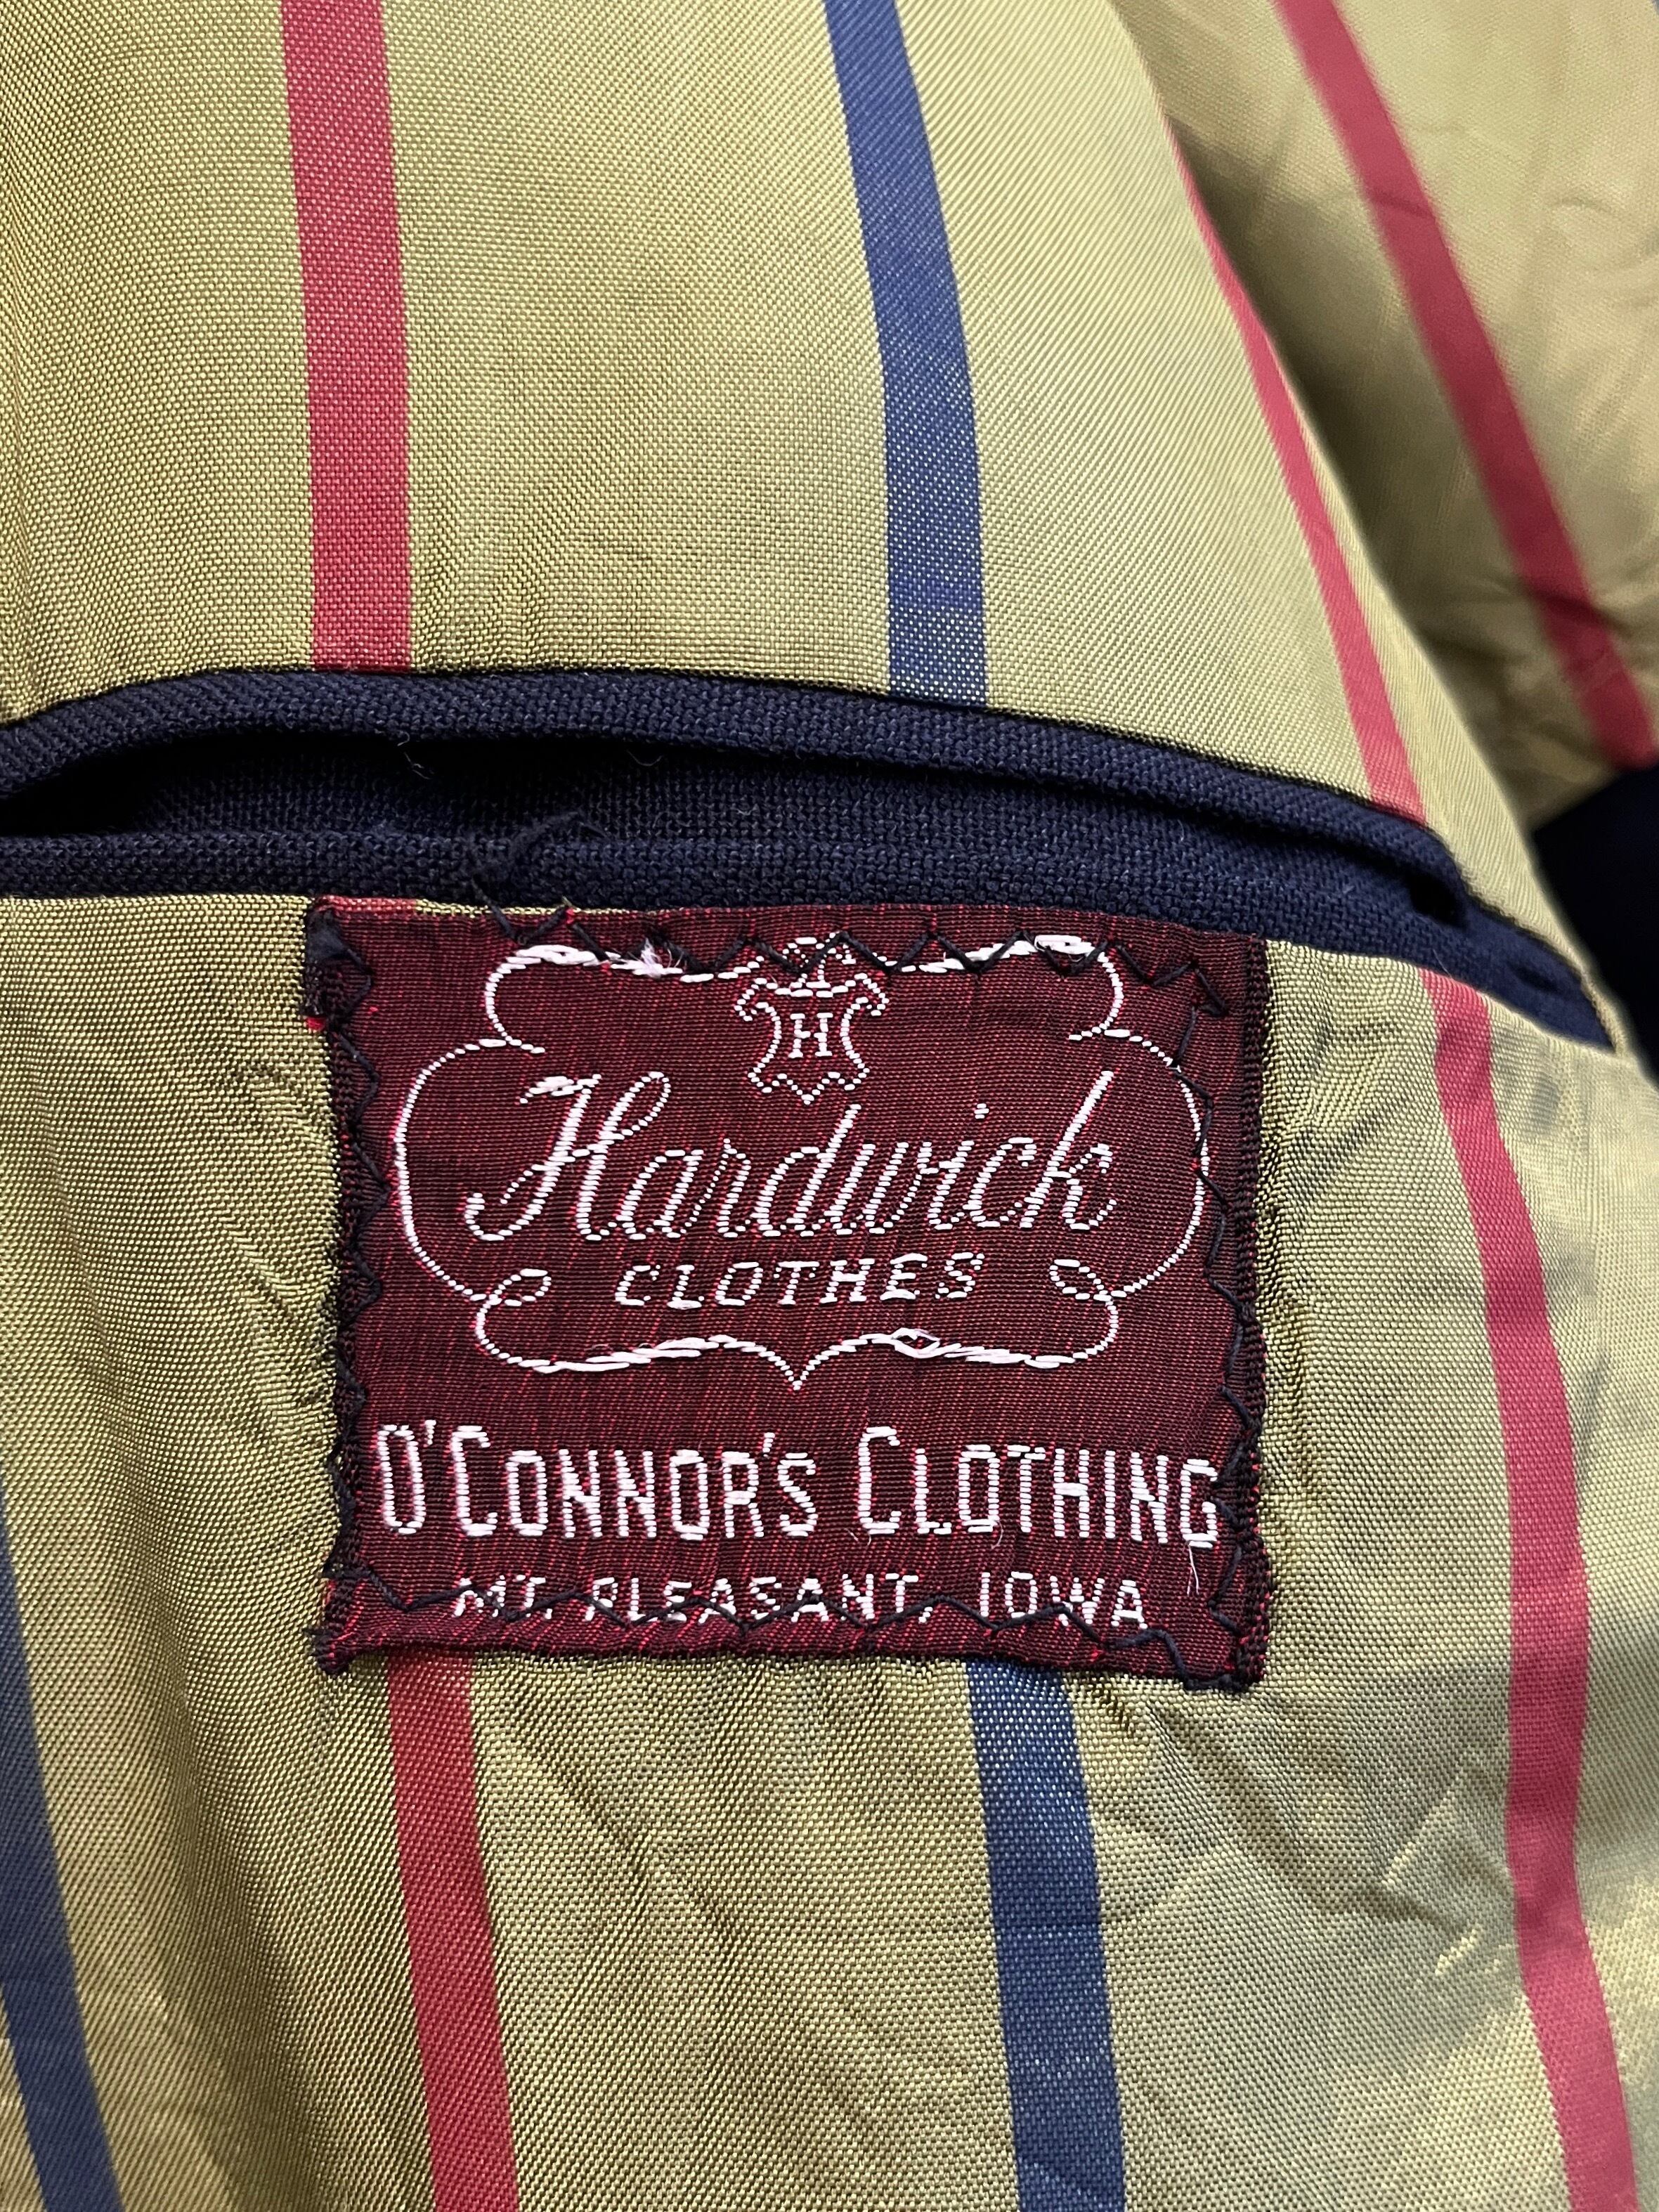 H
Hardwick
CLOTHES
O'CONNOR'S CLOTHING
MT. PLEASANT, IOWA